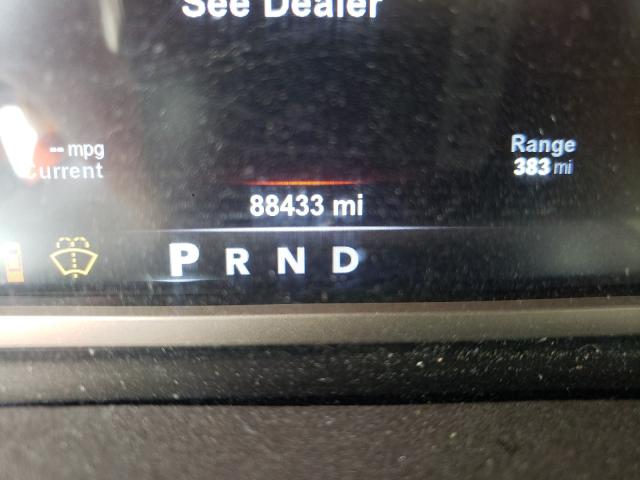 See Dealer
-- mpg
Current
Range
383 mi
88433 mi
P R N D